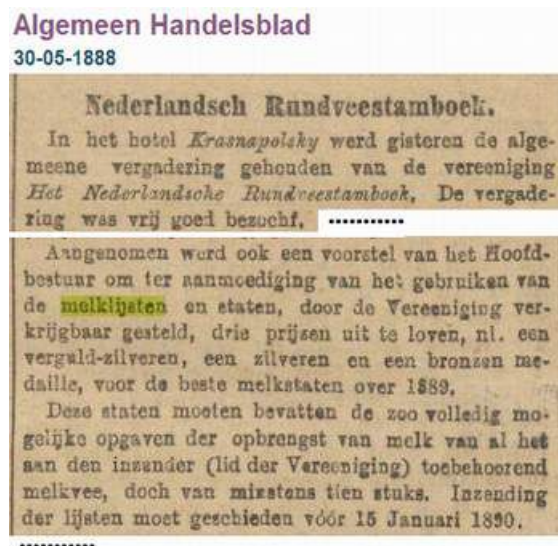 Algemeen Handelsblad
30-05-1888
Nederlandsch Rundveestamboek.
In het hotel Krasnapolsky werd gisteren de alge-
meene vergadering gehouden van de vereeniging
Het Nederlandsche Rundveestamboek. De vergade-
ring was vrij goed bezocht. ...........
Aangenomen werd ook een voorstel van het Hoofd-
bestuur om ter aanmoediging van het gebruiken van
de melklijsten en staten, door de Vereeniging ver-
krijgbaar gesteld, drie prijzen uit te loven, nl. een
verguld-zilveren, een zilveren en een bronzen me-
daille, voor de beste melkstaten over 1889.
Deze staten moeten bevatten de zoo volledig mo-
gelijke opgaven der opbrengst van melk van al het
aan den inzender (lid der Vereeniging) toebehoorend
melkvee, doch van minstens tien stuks. Inzending
der lijsten moet geschieden vóór 15 Januari 1890.
...........